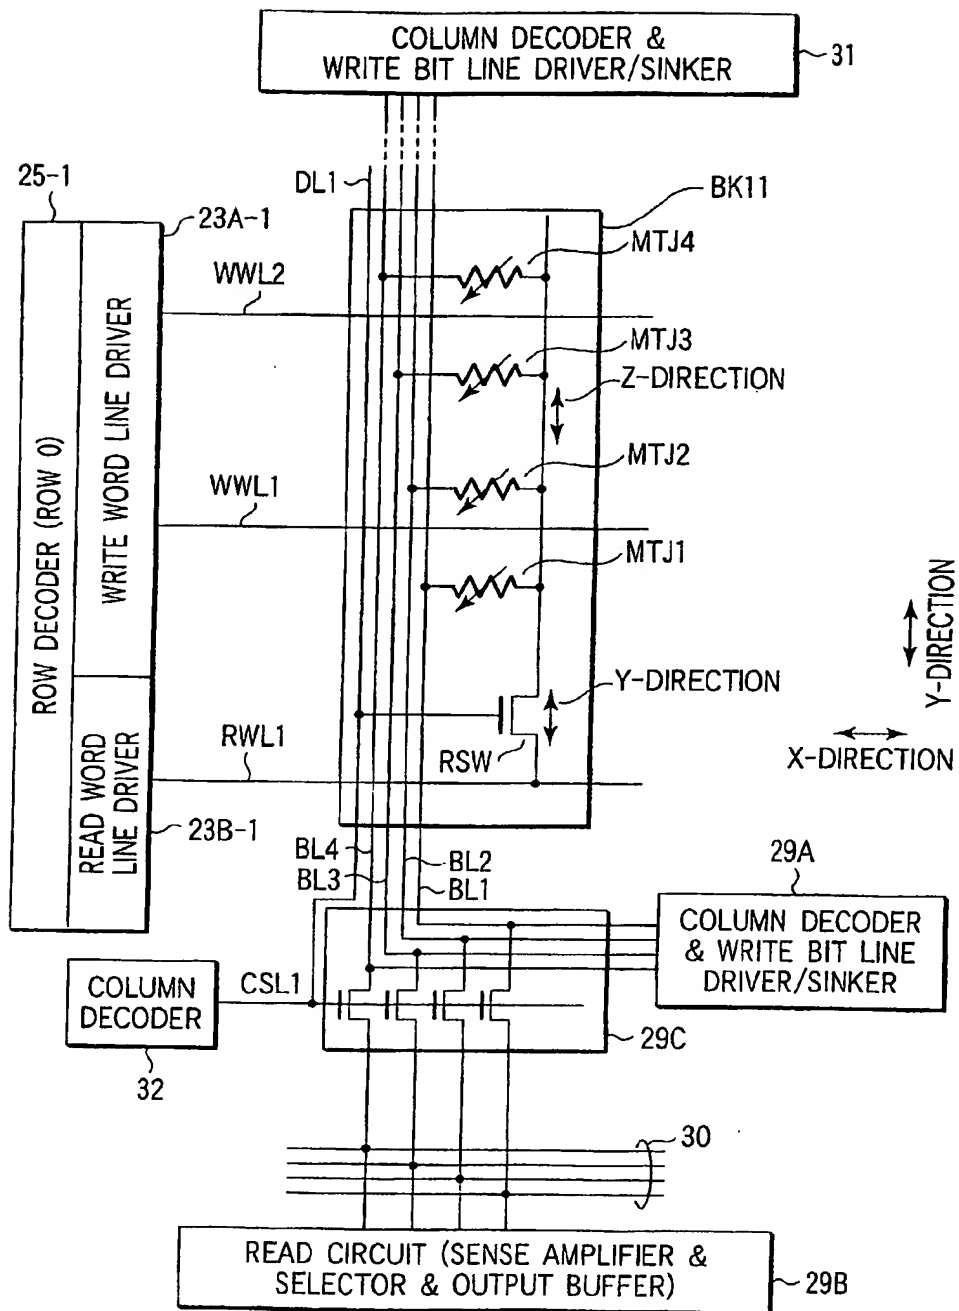 COLUMN DECODER &
WRITE BIT LINE DRIVER/SINKER
31
DL1
BK11
25-1
23A-1
MTJ4
WWL2
MTJ3
Z-DIRECTION
WRITE WORD LINE DRIVER
ROW DECODER (ROW 0)
MTJ2
WWL1
MTJ1
Y-DIRECTION
Y-DIRECTION
X-DIRECTION
RWL1
RSW
READ WORD
LINE DRIVER
23B-1
BL4
BL3
BL2
BL1
29A
COLUMN DECODER
& WRITE BIT LINE
DRIVER/SINKER
COLUMN
DECODER
CSL1
32
29C
30
READ CIRCUIT (SENSE AMPLIFIER &
SELECTOR & OUTPUT BUFFER)
29B